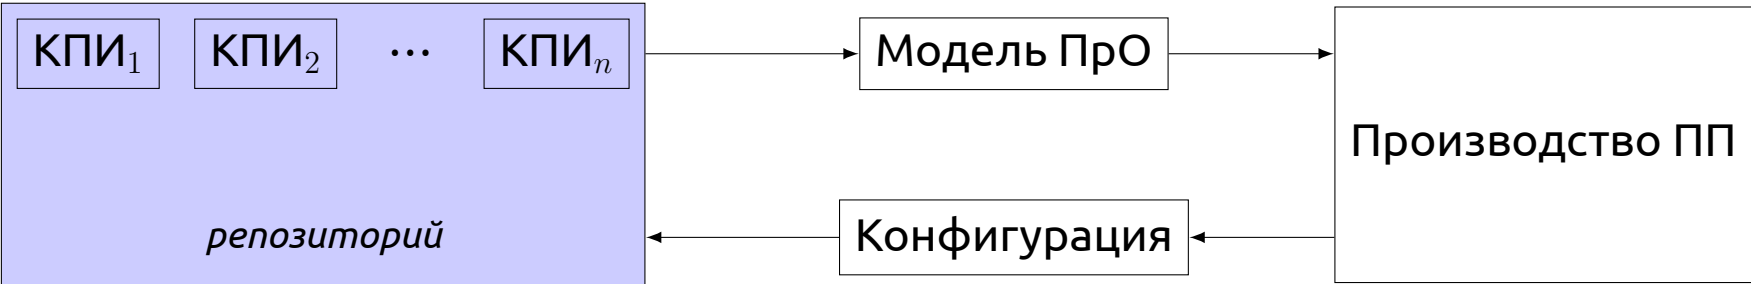 КПИ₁ КПИ₂ ... КПИₙ
Модель ПрО
Производство ПП
репозиторий
Конфигурация